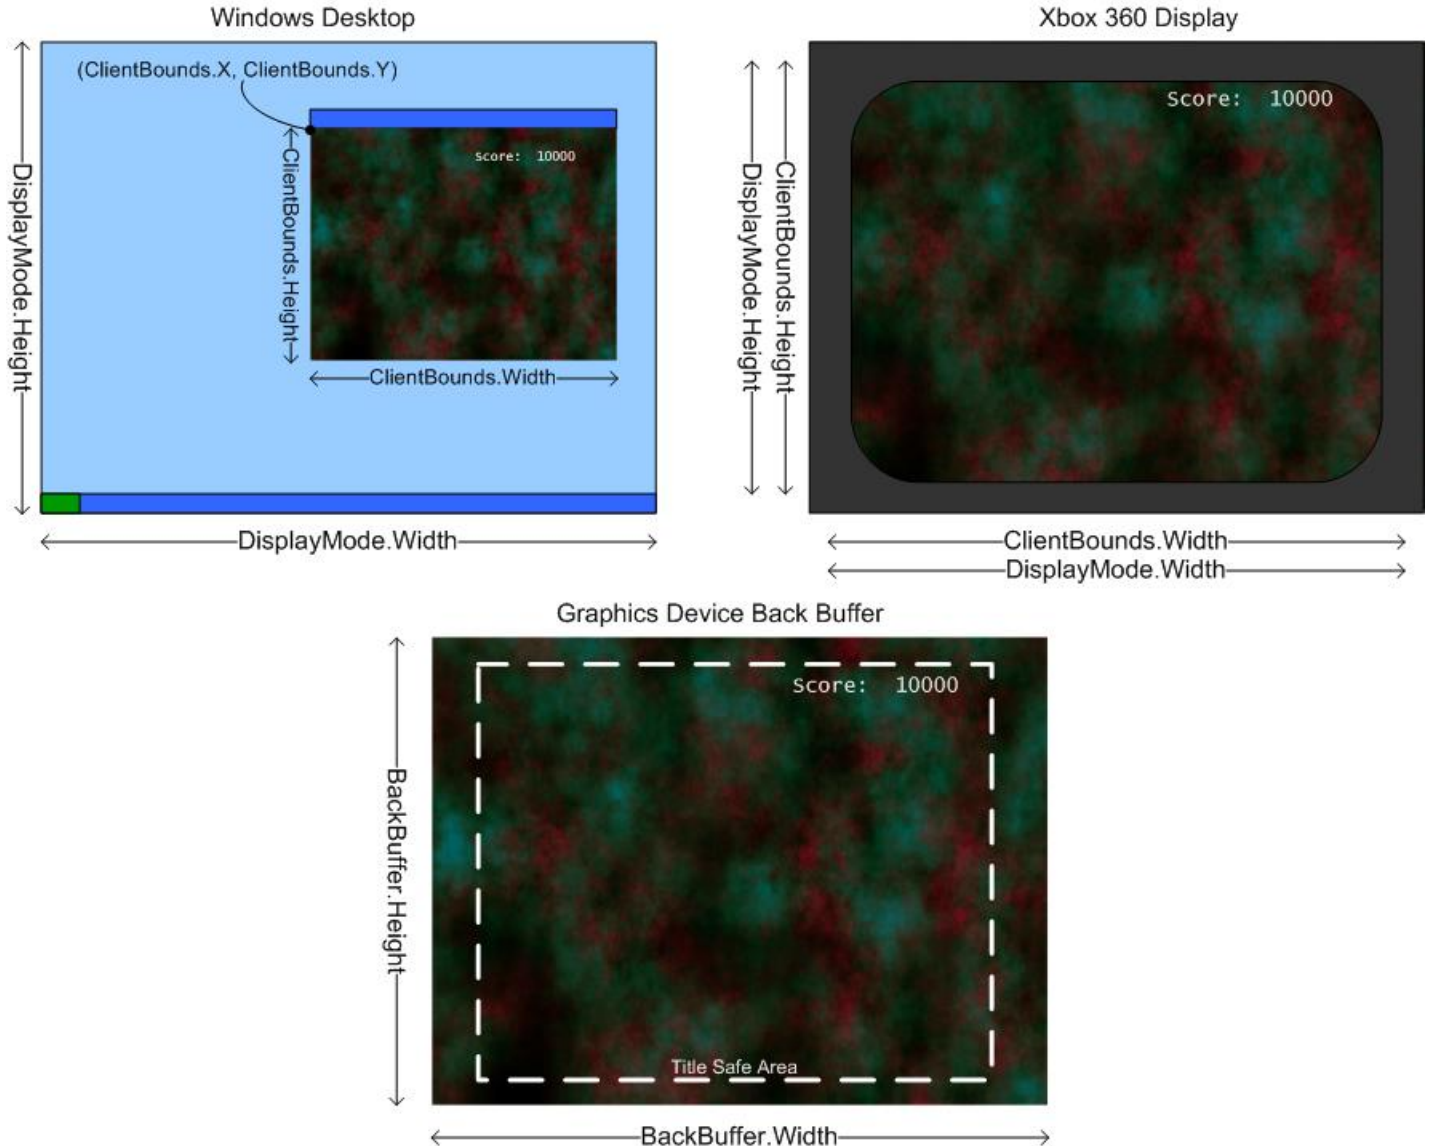 Windows Desktop
(ClientBounds.X, ClientBounds.Y)
Score: 10000
ClientBounds.Height
ClientBounds.Width
DisplayMode.Height
DisplayMode.Width
Xbox 360 Display
Score: 10000
DisplayMode.Height
ClientBounds.Height
ClientBounds.Width
DisplayMode.Width
Graphics Device Back Buffer
Score: 10000
BackBuffer.Height
Title Safe Area
BackBuffer.Width